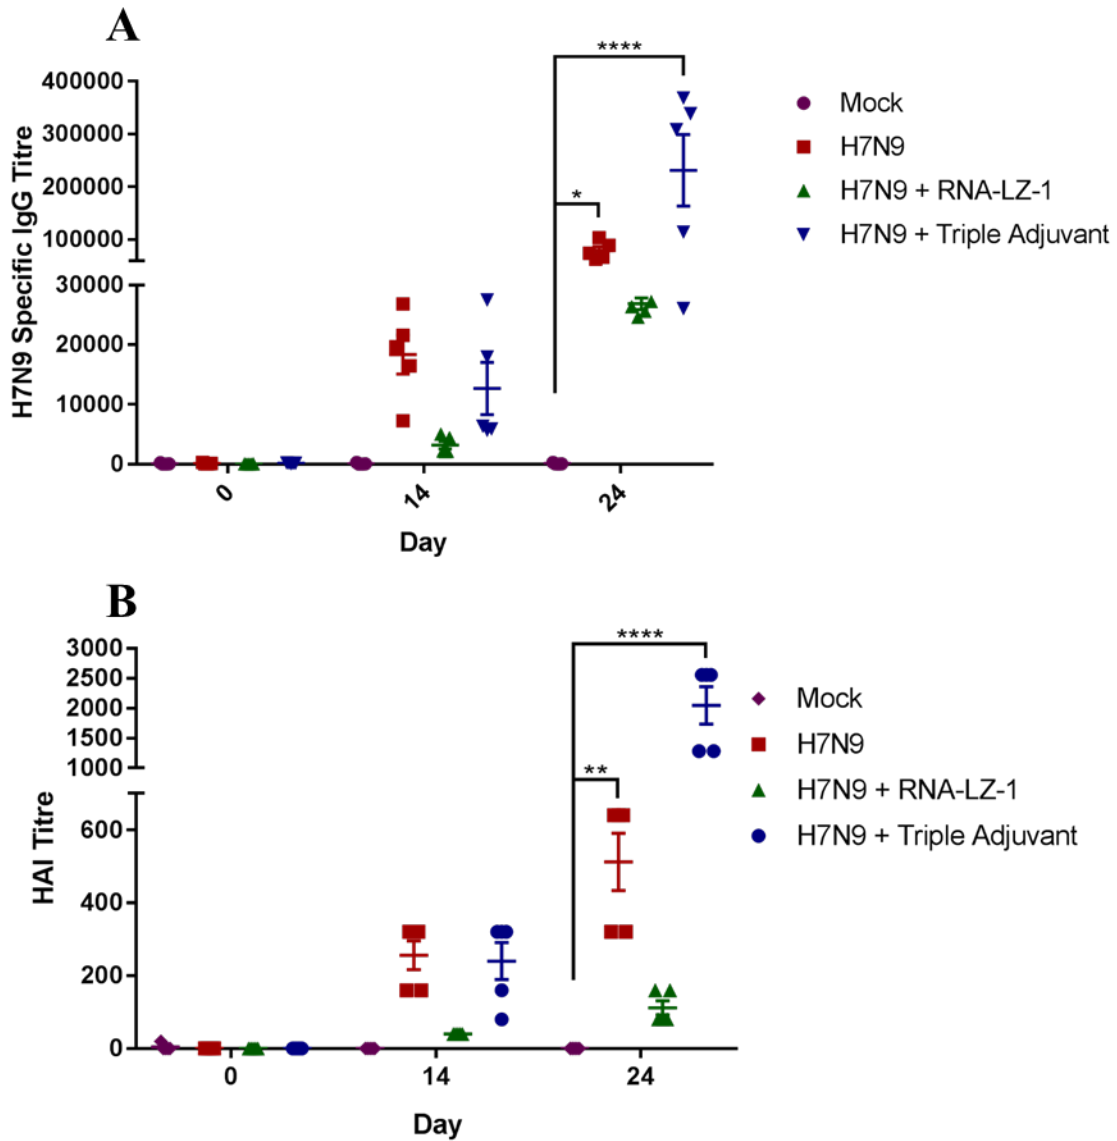 A
H7N9 Specific IgG Titre
400000
300000
200000
100000
30000
20000
10000
0
****
*
0
14
24
Day
Mock
H7N9
H7N9 + RNA-LZ-1
H7N9 + Triple Adjuvant
B
HAI Titre
3000
2500
2000
1500
1000
600
400
200
0
****
**
0
14
24
Day
Mock
H7N9
H7N9 + RNA-LZ-1
H7N9 + Triple Adjuvant